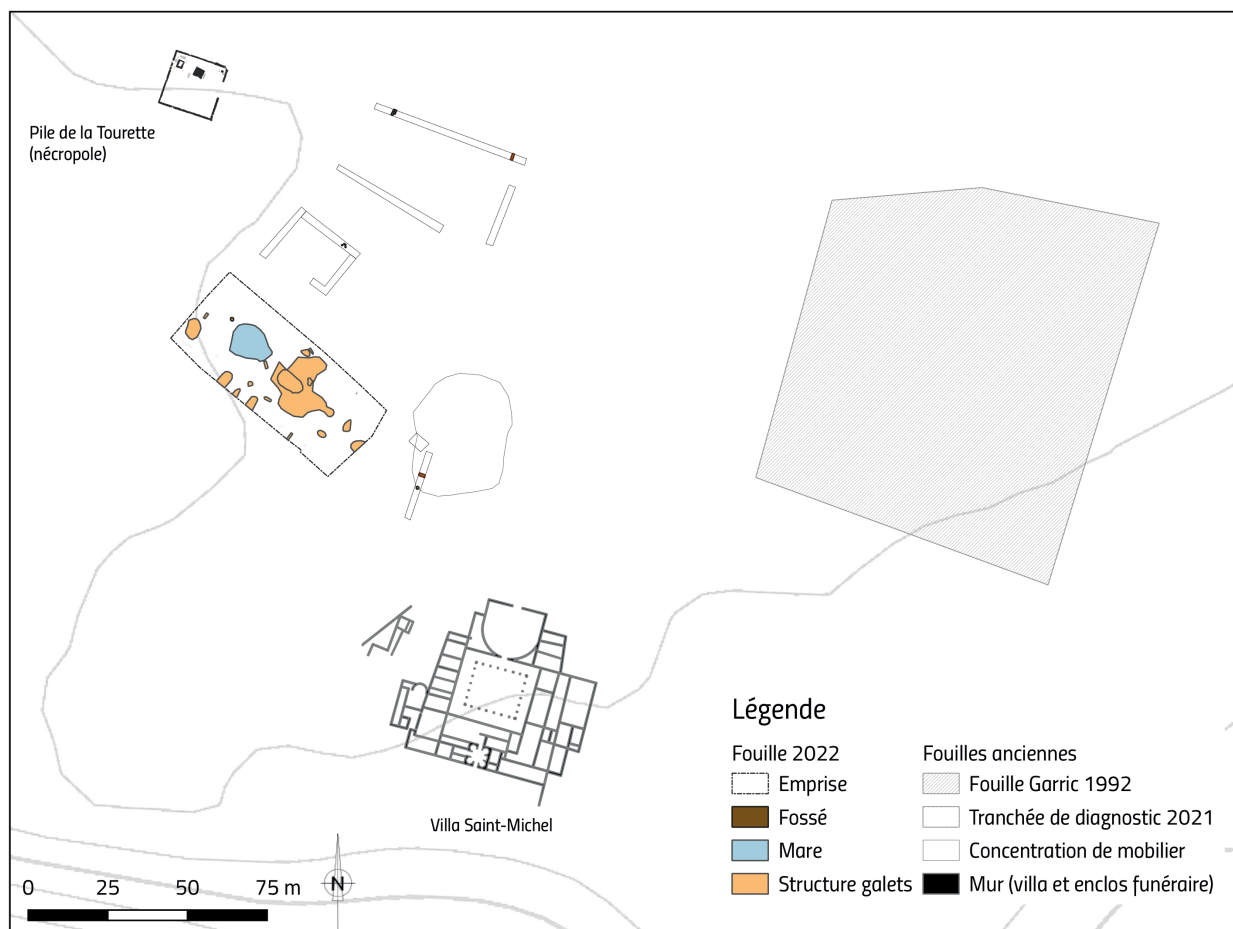 Pile de la Tourette
(nécropole)
Villa Saint-Michel
0 25 50 75 m
N
Légende
Fouille 2022
Emprise
Fossé
Mare
Structure galets
Fouilles anciennes
Fouille Garric 1992
Tranchée de diagnostic 2021
Concentration de mobilier
Mur (villa et enclos funéraire)